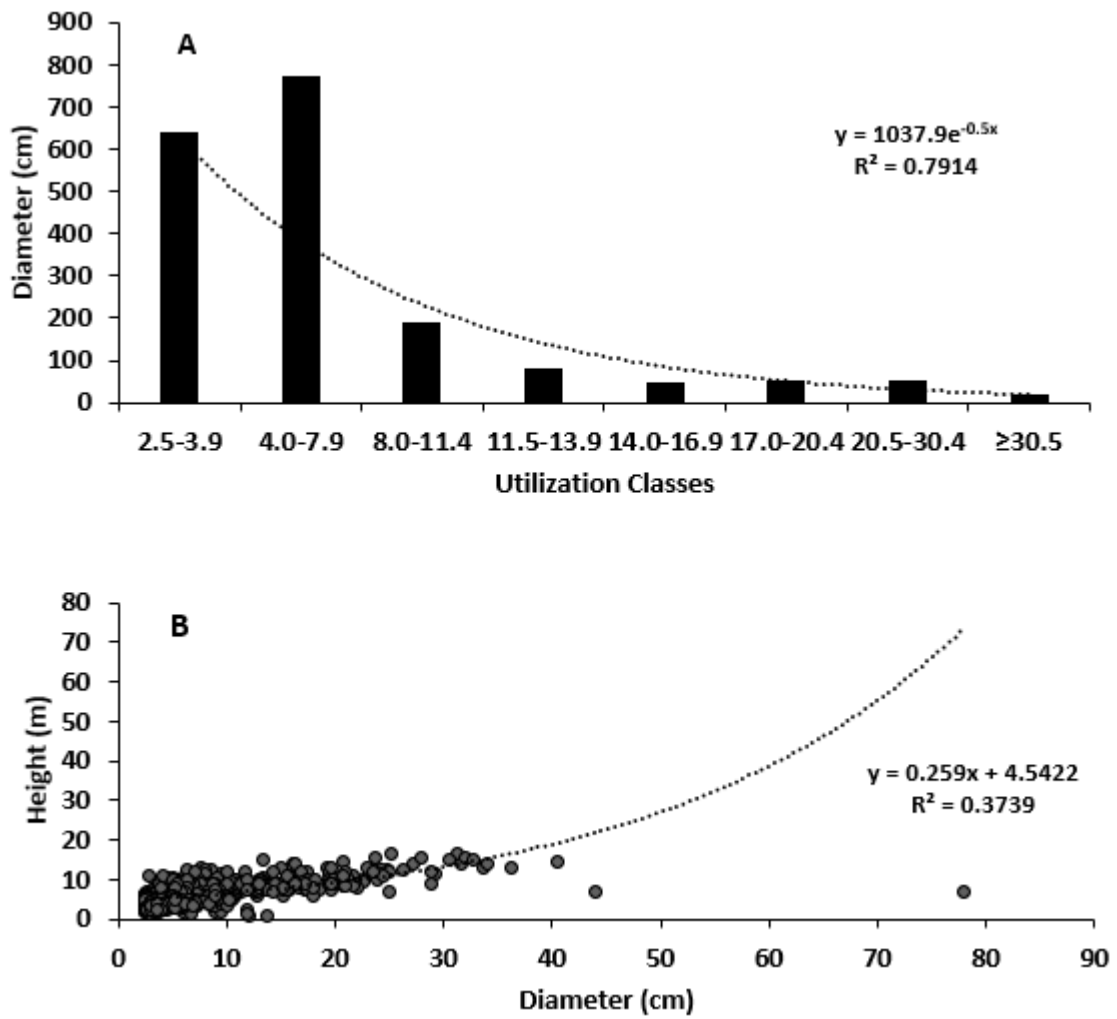 900
800
700
600
500
400
300
200
100
0
Diameter (cm)
A
y = 1037.9e^-0.5x
R² = 0.7914
2.5-3.9 4.0-7.9 8.0-11.4 11.5-13.9 14.0-16.9 17.0-20.4 20.5-30.4 ≥30.5
Utilization Classes
80
70
60
50
40
30
20
10
0
Height (m)
B
y = 0.259x + 4.5422
R² = 0.3739
0 10 20 30 40 50 60 70 80 90
Diameter (cm)